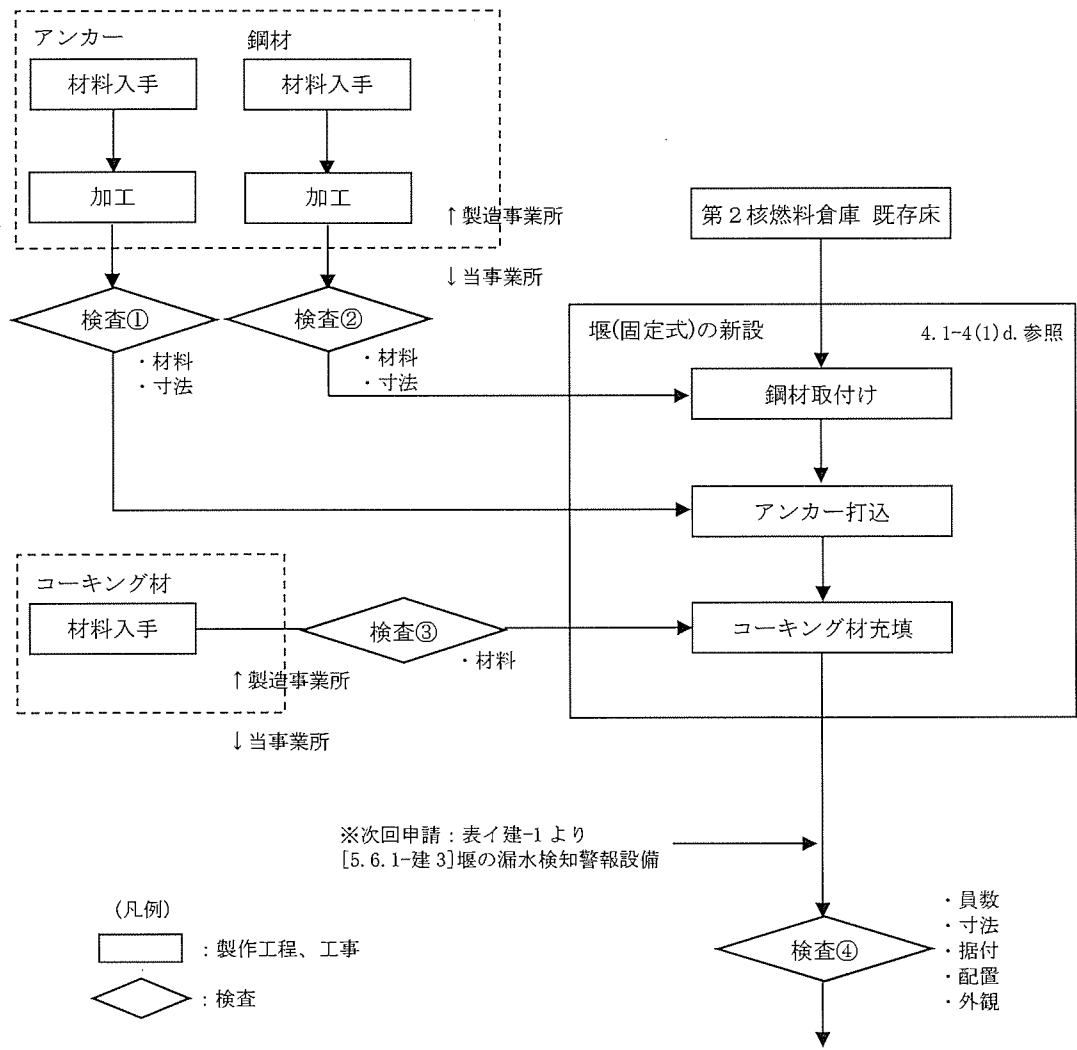 アンカー
鋼材
材料入手
材料入手
加工
加工
↑製造事業所
↓当事業所
第2核燃料倉庫 既存床
検査①
・材料
・寸法
検査②
・材料
・寸法
堰(固定式)の新設
4.1-4(1)d.参照
鋼材取付け
アンカー打込
コーキング材
材料入手
検査③
・材料
コーキング材充填
↑製造事業所
↓当事業所
※次回申請：表イ建-1 より
[5.6.1-建 3]堰の漏水検知警報設備
検査④
・員数
・寸法
・据付
・配置
・外観
(凡例)
：製作工程、工事
：検査